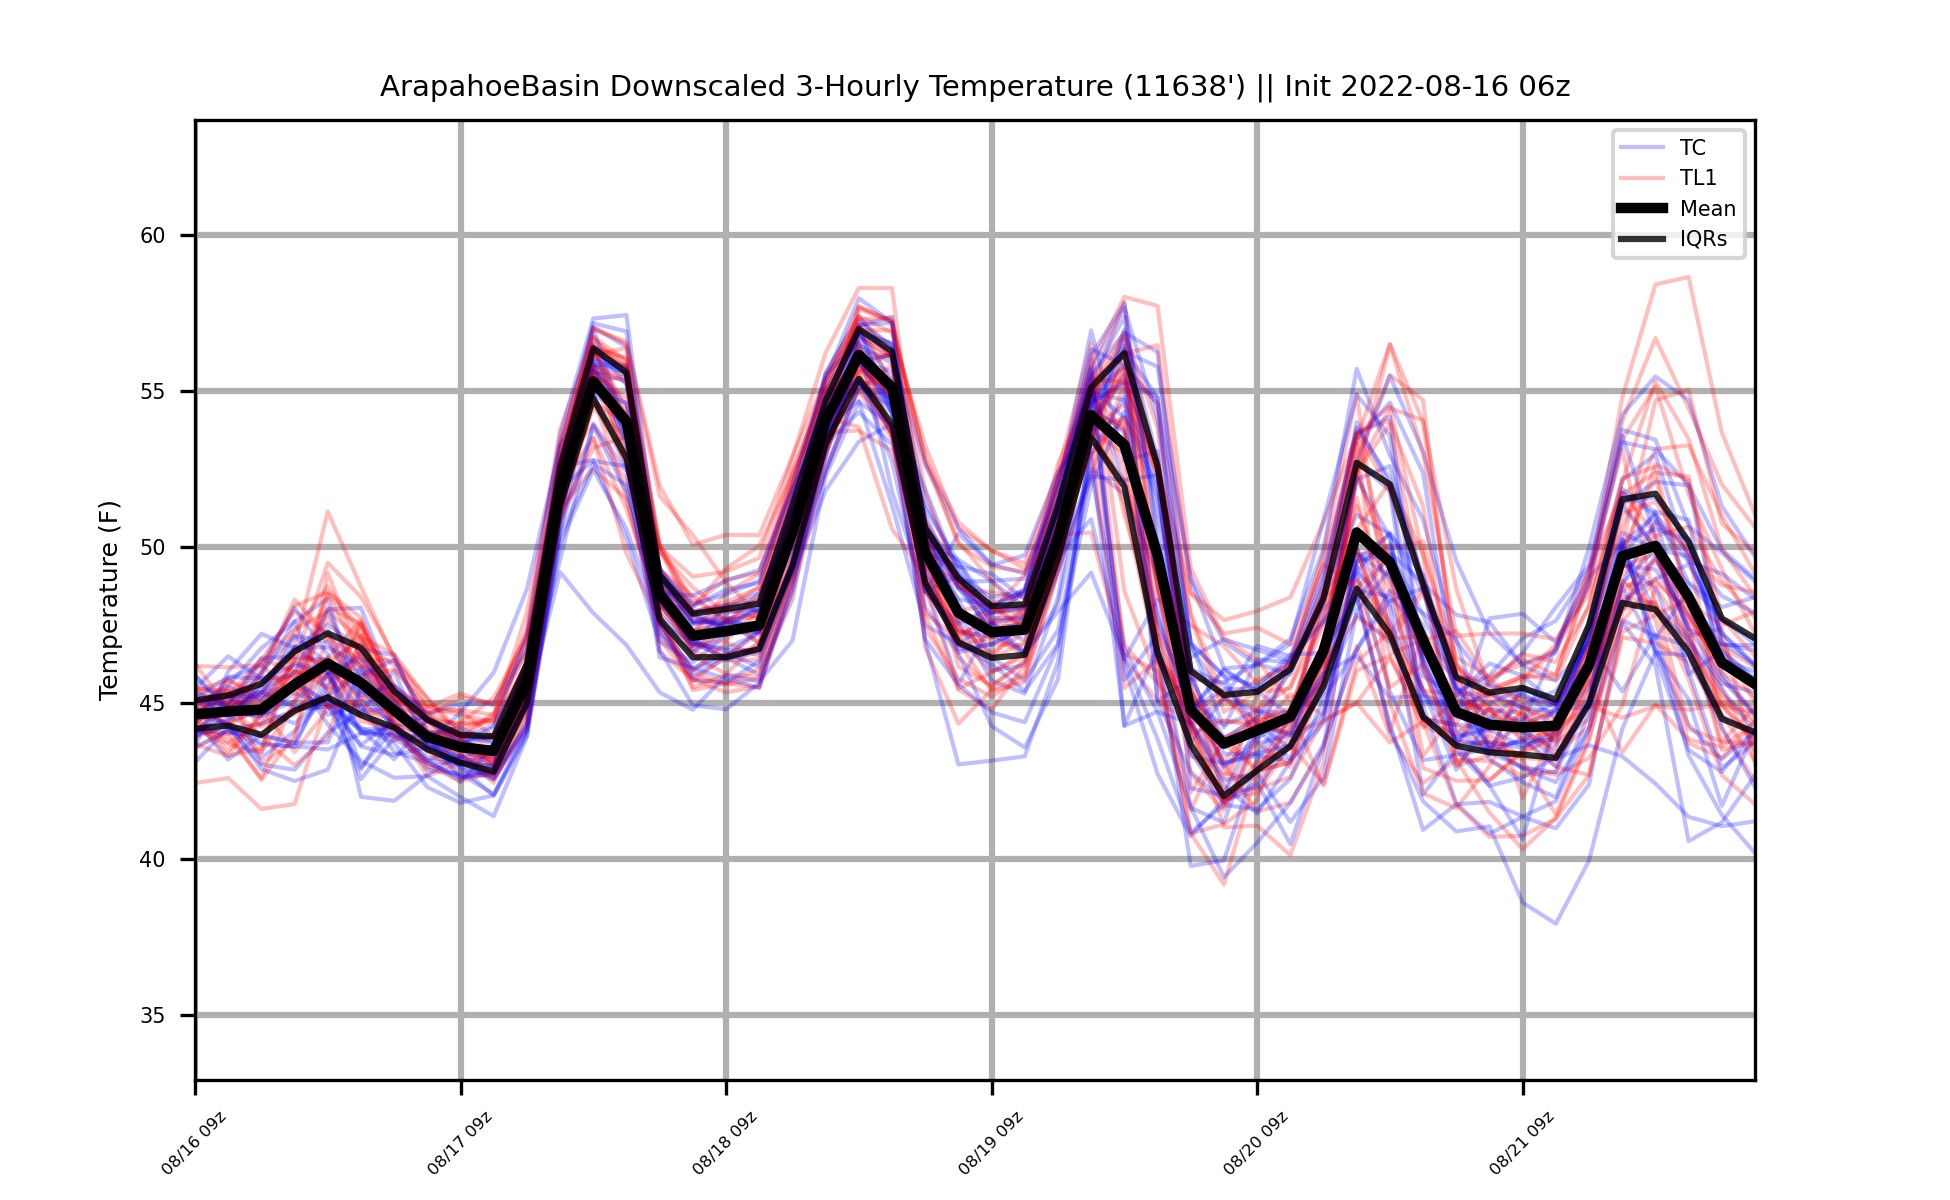 ArapahoeBasin Downscaled 3-Hourly Temperature (11638') || Init 2022-08-16 06z
TC
TL1
Mean
IQRs
Temperature (F)
60
55
50
45
40
35
08/16 09z
08/17 09z
08/18 09z
08/19 09z
08/20 09z
08/21 09z